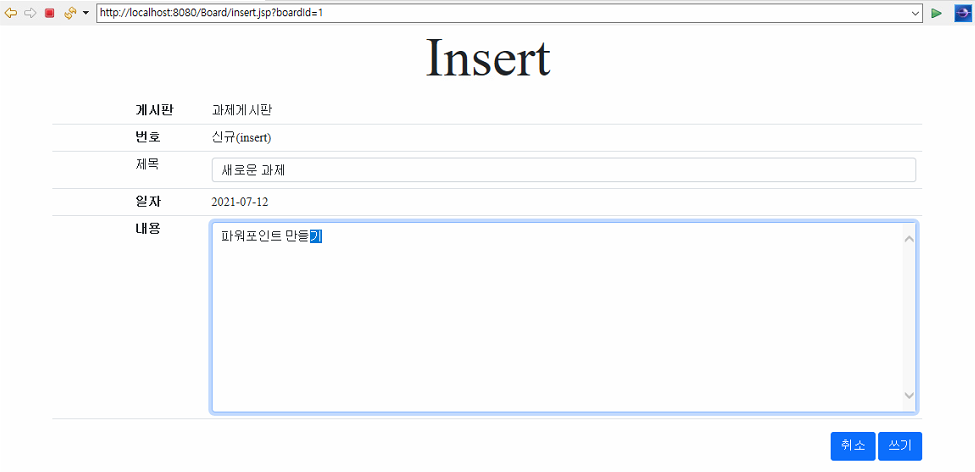 http://localhost:8080/Board/insert.jsp?boardId=1
Insert
게시판 과제게시판
번호 신규(insert)
제목 새로운 과제
일자 2021-07-12
내용 파워포인트 만들기
취소 쓰기